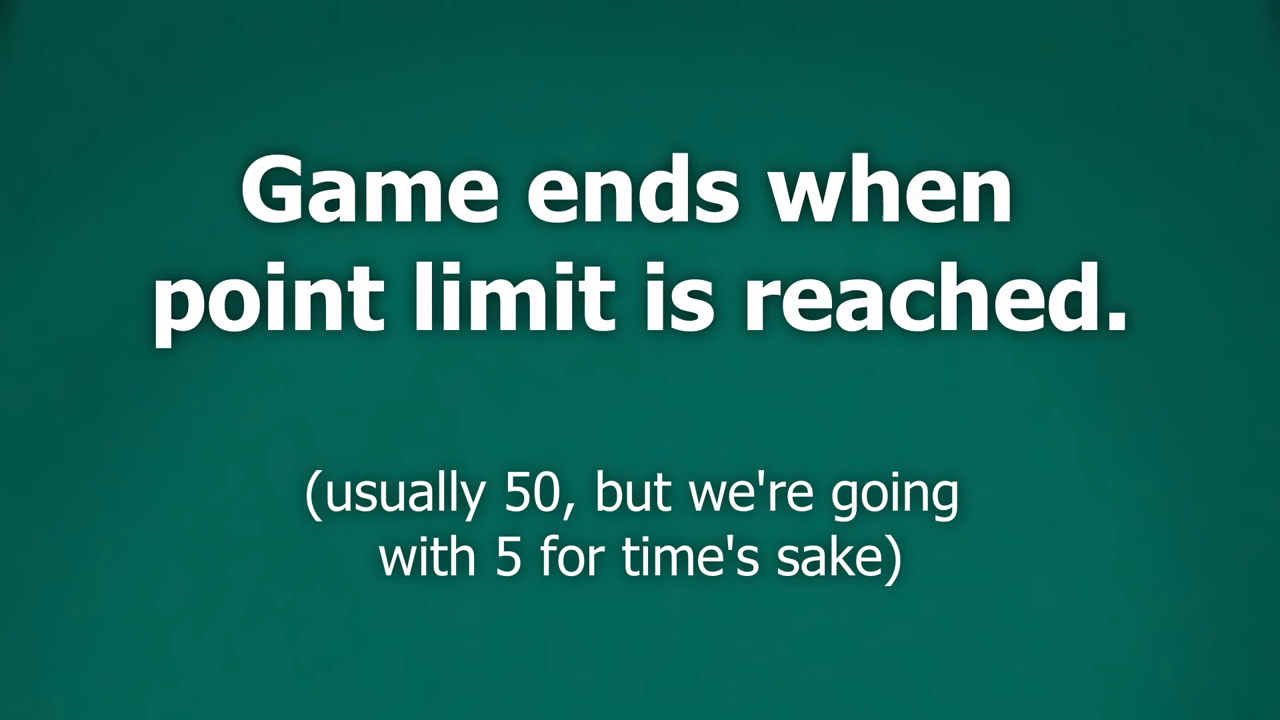 Game ends when
point limit is reached.
(usually 50, but we're going
with 5 for time's sake)